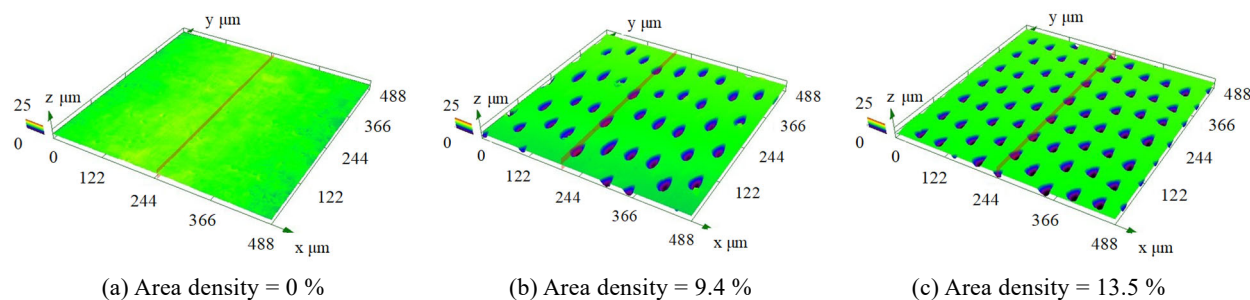 y μm
z μm
25
0
0
122
244
366
488
x μm
122
244
366
488
(a) Area density = 0 %
y μm
z μm
25
0
0
122
244
366
488
x μm
122
244
366
488
(b) Area density = 9.4 %
y μm
z μm
25
0
0
122
244
366
488
x μm
122
244
366
488
(c) Area density = 13.5 %